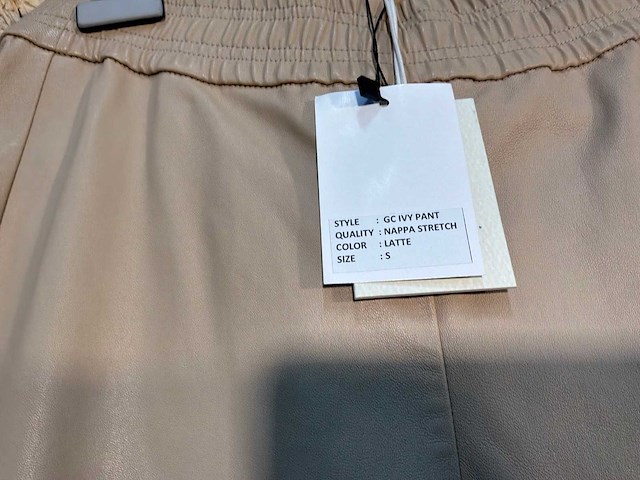 STYLE : GC IVY PANT
QUALITY : NAPPA STRETCH
COLOR : LATTE
SIZE : S